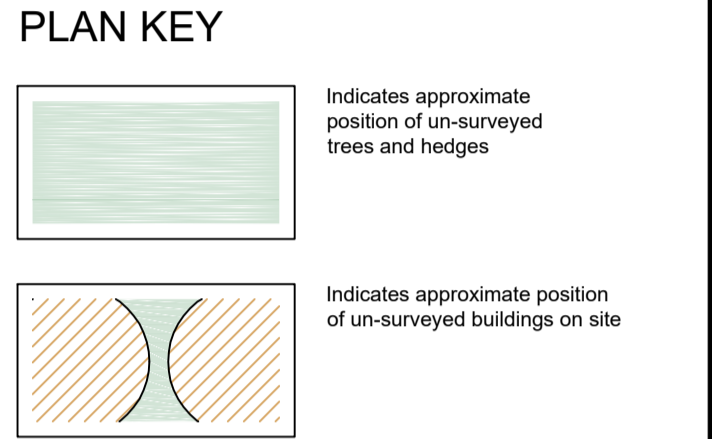 PLAN KEY
Indicates approximate
position of un-surveyed
trees and hedges
Indicates approximate position
of un-surveyed buildings on site